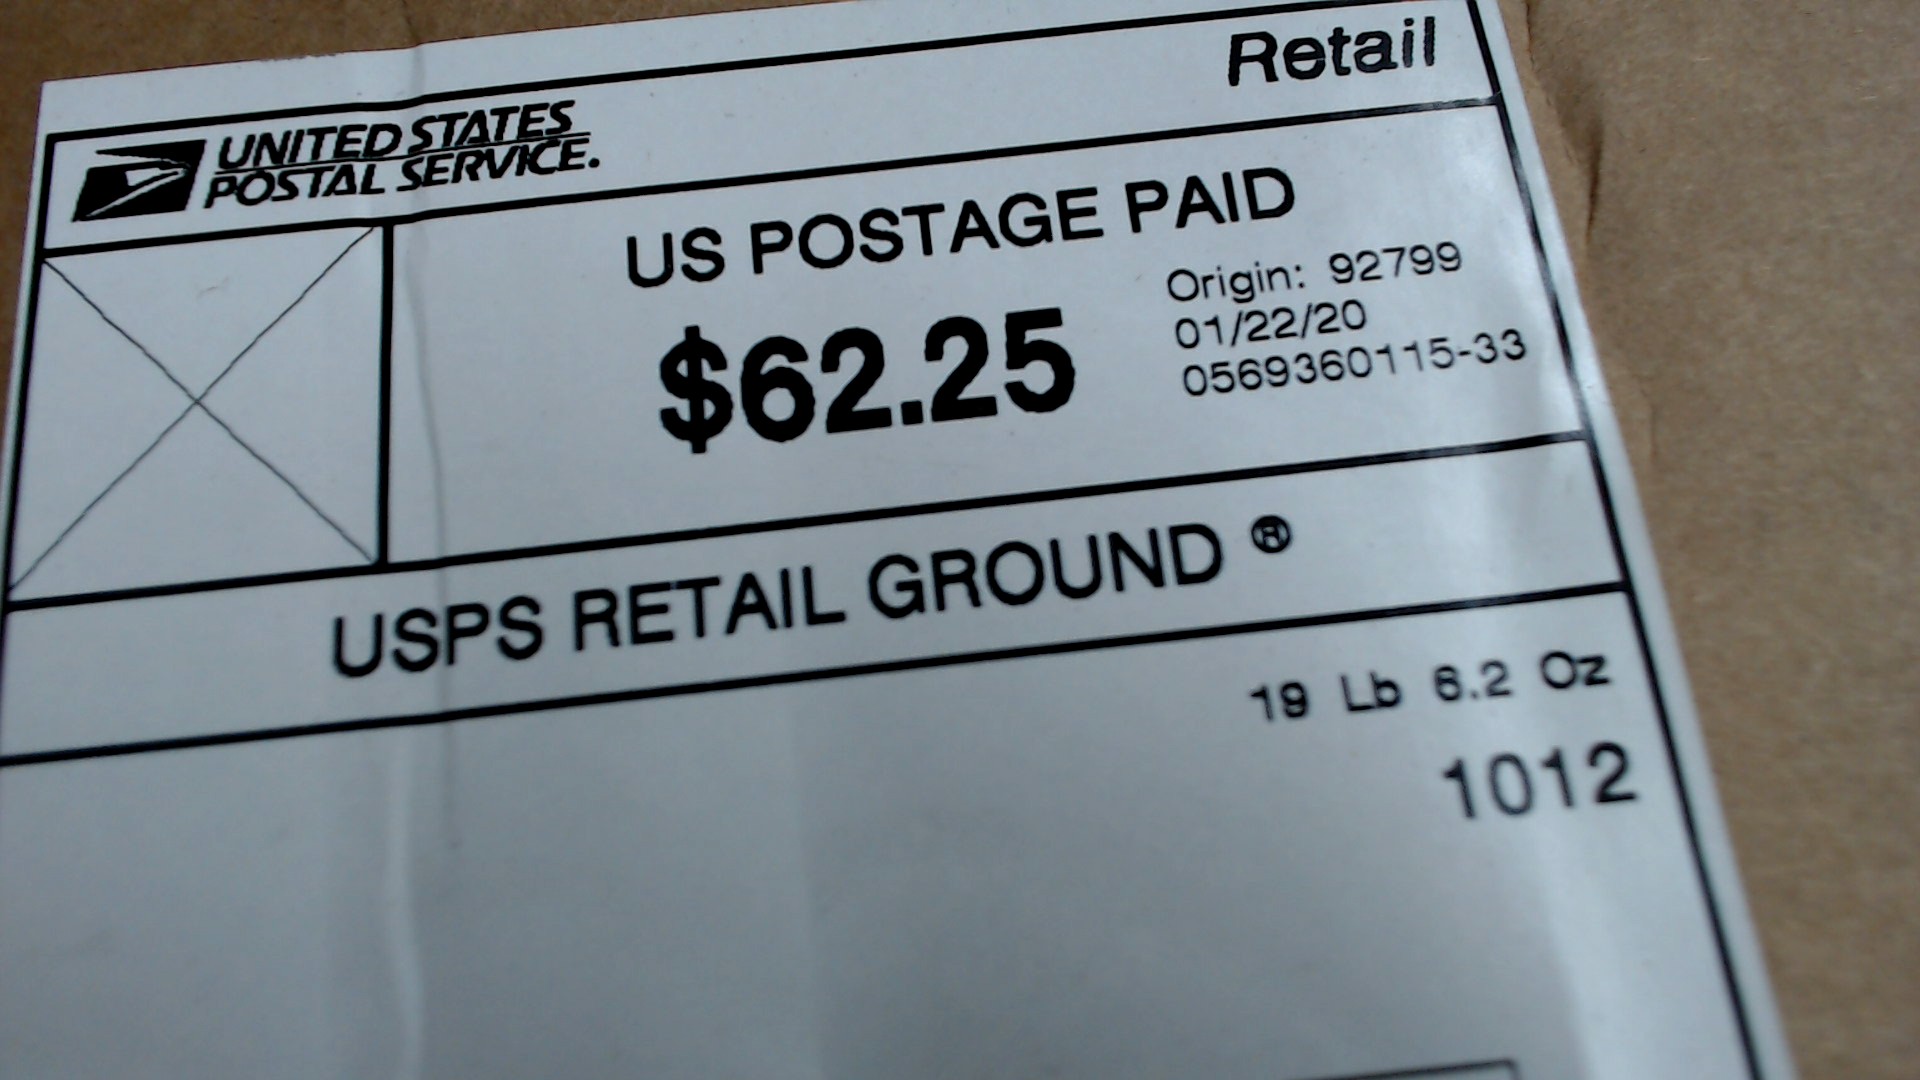 Retail
UNITED STATES
POSTAL SERVICE.
US POSTAGE PAID
$62.25
Origin: 92799
01/22/20
0569360115-33
USPS RETAIL GROUND ®
19 Lb 6.2 Oz
1012